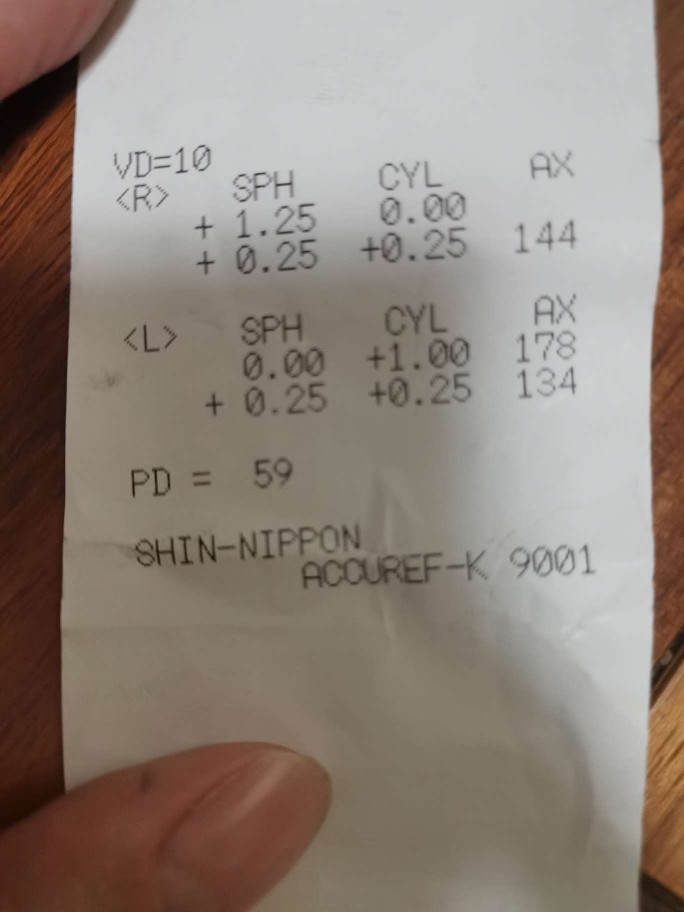 VD=10
<R> SPH CYL AX
+ 1.25 0.00
+ 0.25 +0.25 144
<L> SPH CYL AX
0.00 +1.00 178
+ 0.25 +0.25 134
PD = 59
SHIN-NIPPON
ACCUREF-K 9001